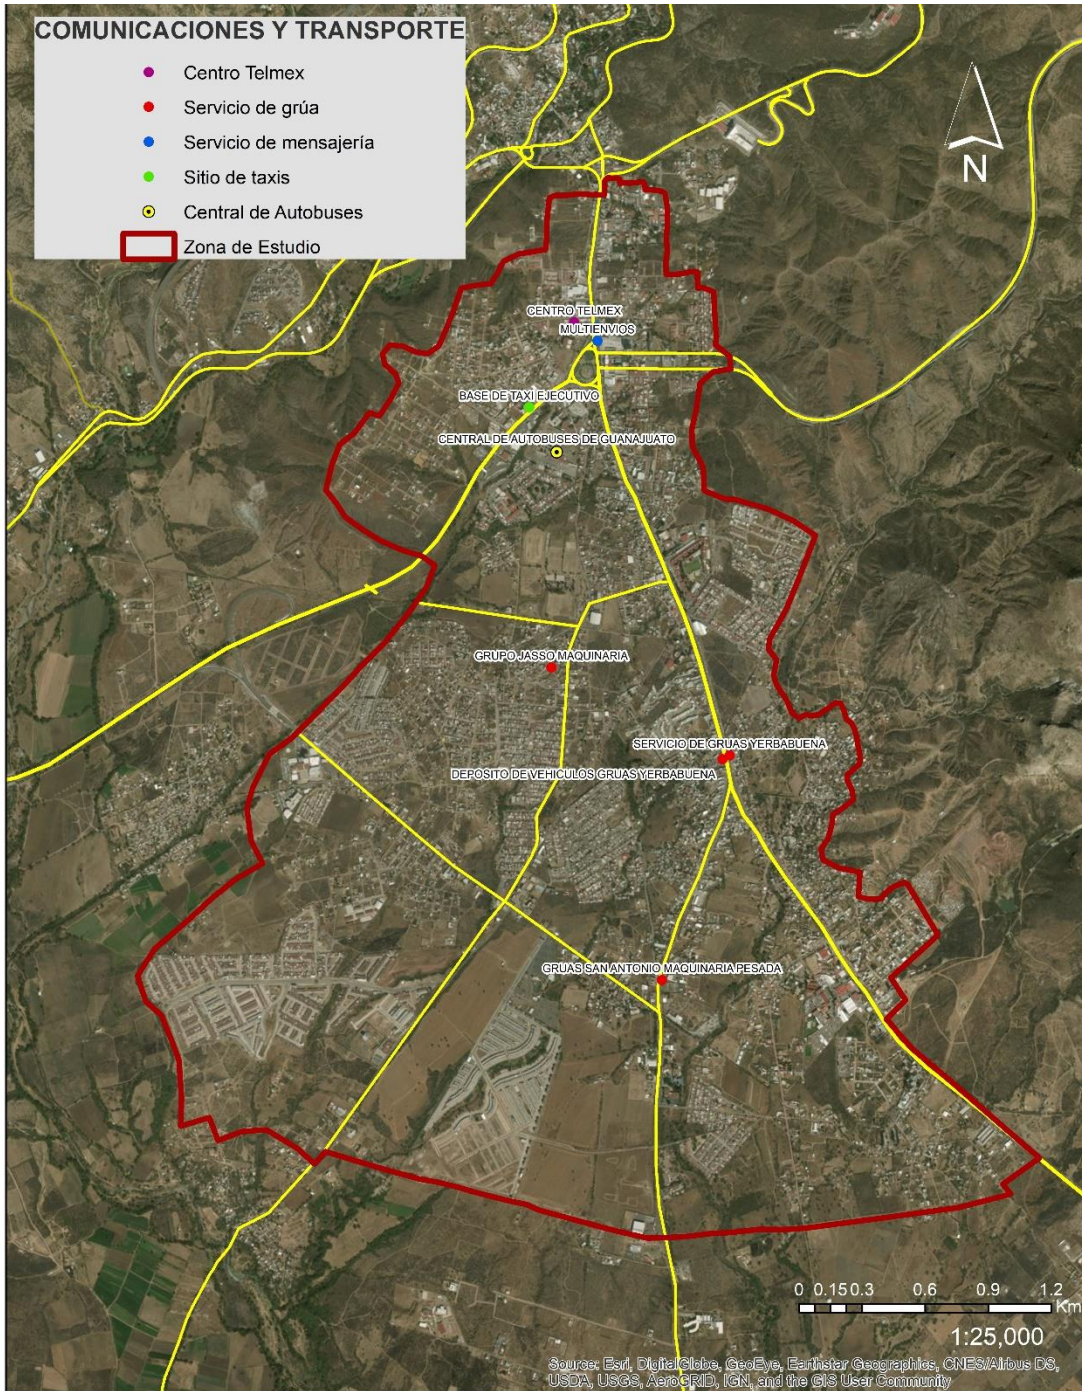 COMUNICACIONES Y TRANSPORTE
Centro Telmex
Servicio de grúa
Servicio de mensajería
Sitio de taxis
Central de Autobuses
Zona de Estudio
N
CENTRO TELMEX
MULTIENVIOS
BASE DE TAXI EJECUTIVO
CENTRAL DE AUTOBUSES DE GUANAJUATO
GRUPO JASSO MAQUINARIA
SERVICIO DE GRUAS YERBABUENA
DEPOSITO DE VEHICULOS GRUAS YERBABUENA
GRUAS SAN ANTONIO MAQUINARIA PESADA
0 0.15 0.3 0.6 0.9 1.2
Km
1:25,000
Source: Esri, DigitalGlobe, GeoEye, Earthstar Geographics, CNES/Airbus DS,
USDA, USGS, AeroGRID, IGN, and the GIS User Community